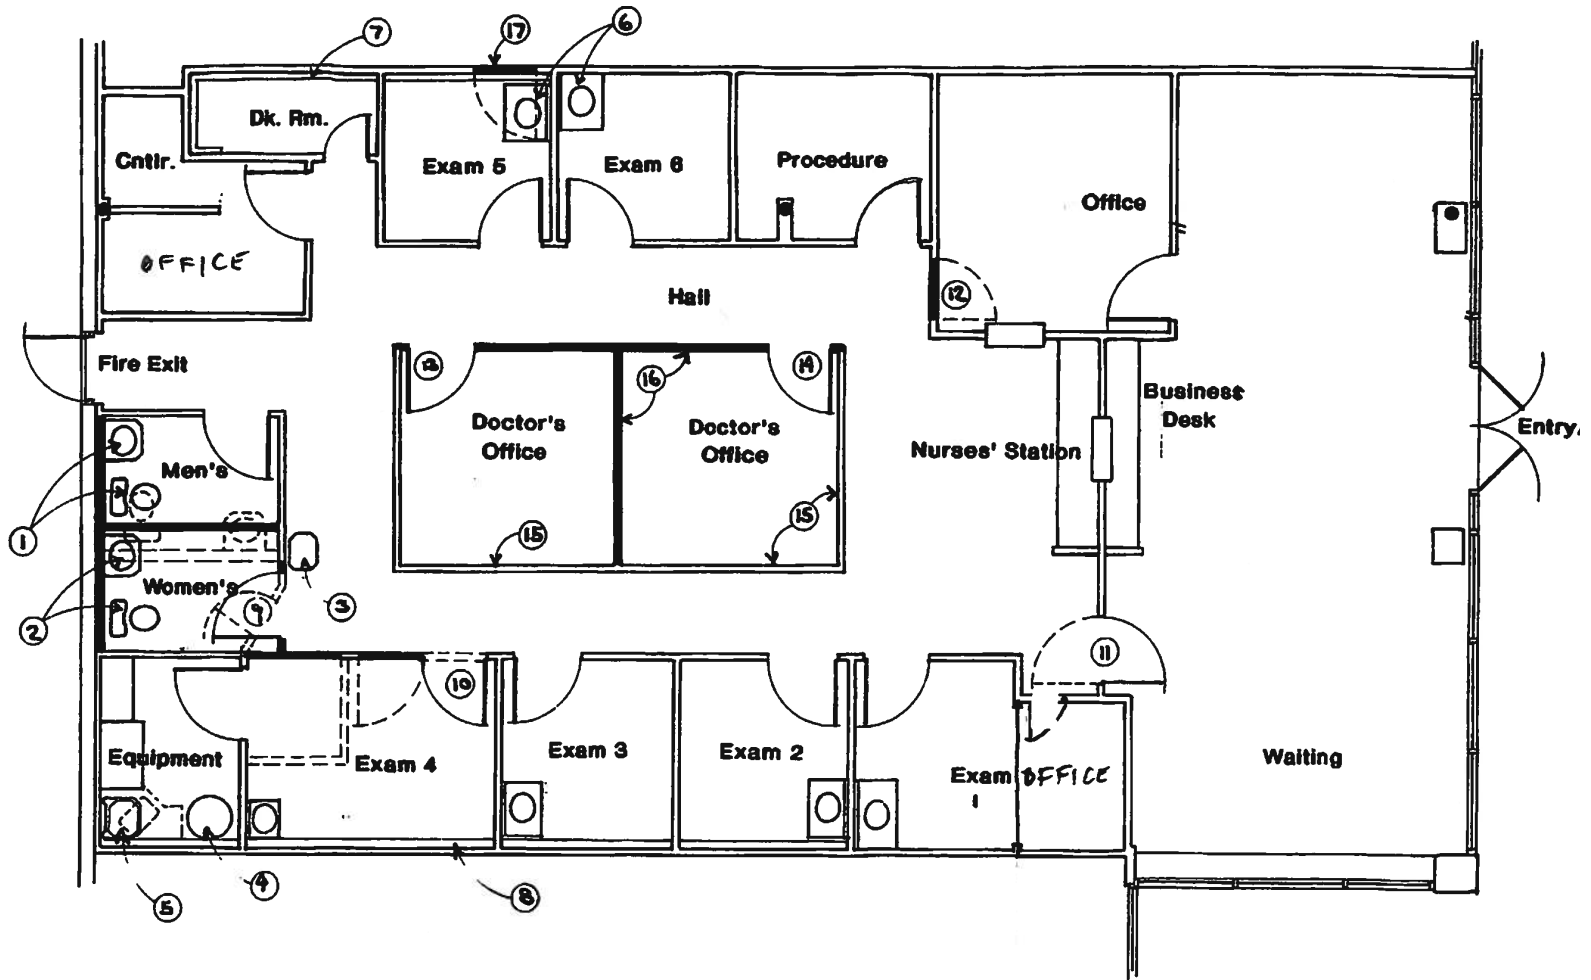 7
17
6
Dk. Rm.
Cntlr.
Exam 5
Exam 6
Procedure
Office
OFFICE
12
Hall
Fire Exit
13
16
14
Business
Desk
Doctor's
Office
Doctor's
Office
Nurses' Station
Entry
Men's
1
15
15
Women's
2
9
3
11
10
Equipment
Exam 4
Exam 3
Exam 2
Exam
1
OFFICE
Waiting
5
4
8